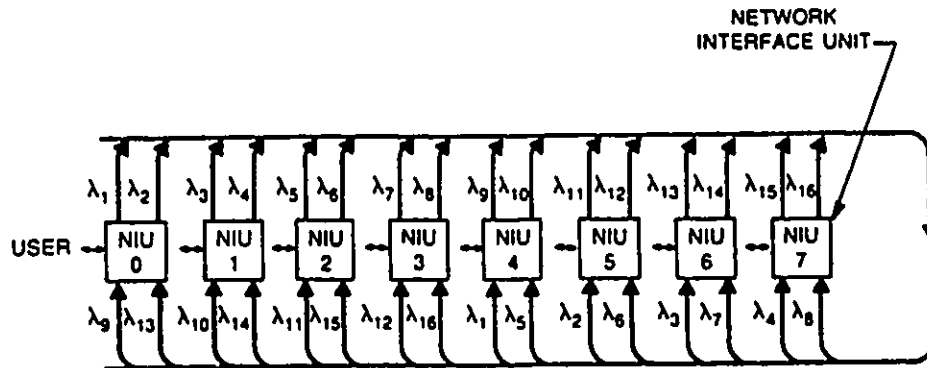 NETWORK
INTERFACE UNIT
λ1 λ2 λ3 λ4 λ5 λ6 λ7 λ8 λ9 λ10 λ11 λ12 λ13 λ14 λ15 λ16
USER NIU NIU NIU NIU NIU NIU NIU NIU
0 1 2 3 4 5 6 7
λ9 λ13 λ10 λ14 λ11 λ15 λ12 λ16 λ1 λ5 λ2 λ6 λ3 λ7 λ4 λ8